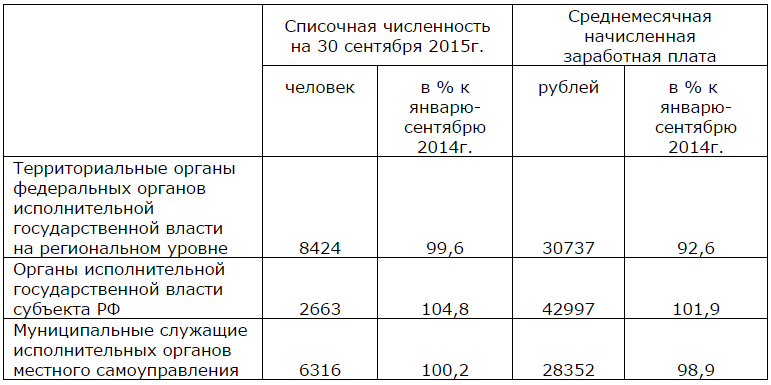 Списочная численность
на 30 сентября 2015г.
Среднемесячная
начисленная
заработная плата
человек
в % к
январю-
сентябрю
2014г.
рублей
в % к
январю-
сентябрю
2014г.
Территориальные органы
федеральных органов
исполнительной
государственной власти
на региональном уровне
8424
99,6
30737
92,6
Органы исполнительной
государственной власти
субъекта РФ
2663
104,8
42997
101,9
Муниципальные служащие
исполнительных органов
местного самоуправления
6316
100,2
28352
98,9